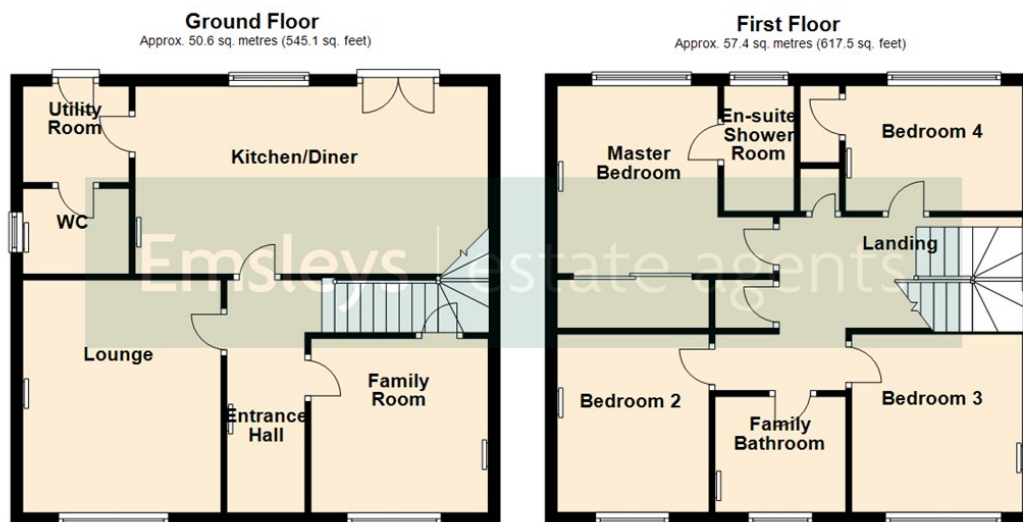 Ground Floor
Approx. 50.6 sq. metres (545.1 sq. feet)
Utility
Room
Kitchen/Diner
WC
Lounge
Entrance
Hall
Family
Room
First Floor
Approx. 57.4 sq. metres (617.5 sq. feet)
Master
Bedroom
En-suite
Shower
Room
Bedroom 4
Landing
Bedroom 2
Family
Bathroom
Bedroom 3
Emsleys | estate agents